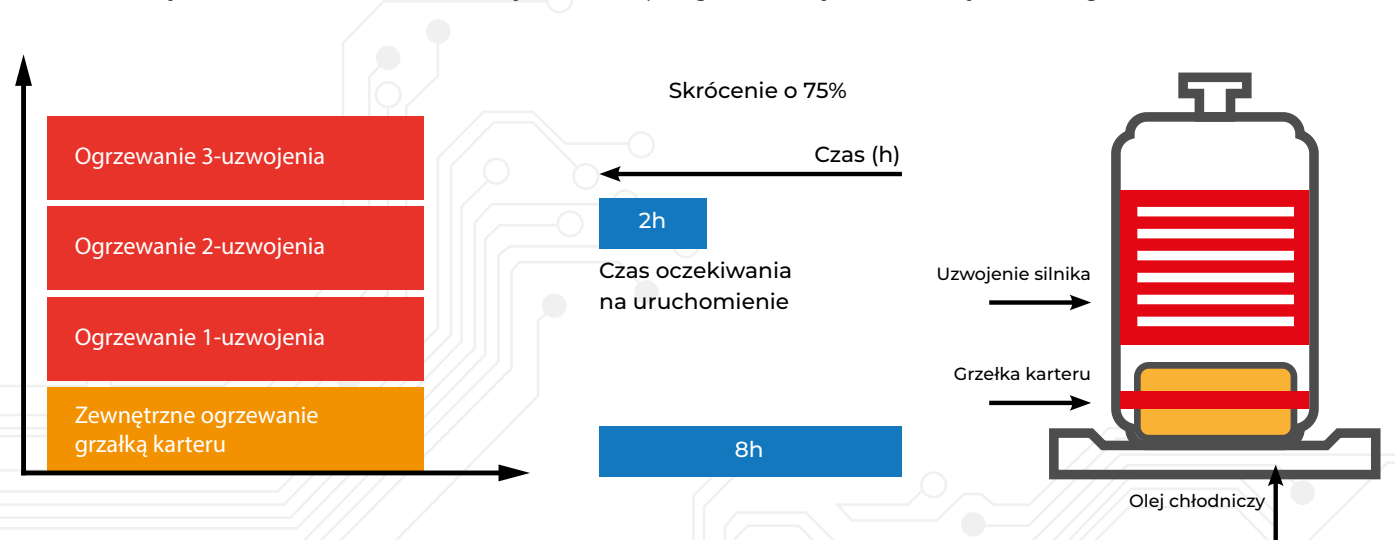 Ogrzewanie 3-uzwojenia
Ogrzewanie 2-uzwojenia
Ogrzewanie 1-uzwojenia
Zewnętrzne ogrzewanie
grzałką karteru
Skrócenie o 75%
Czas (h)
2h
Czas oczekiwania
na uruchomienie
8h
Uzwojenie silnika
Grzełka karteru
Olej chłodniczy